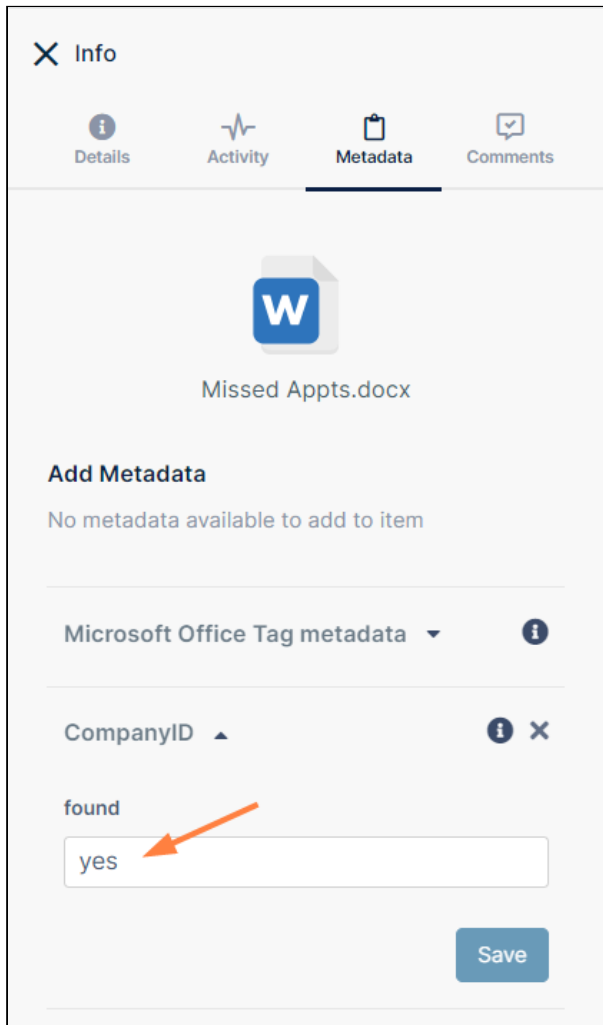 Info
Details Activity Metadata Comments
W
Missed Appts.docx
Add Metadata
No metadata available to add to item
Microsoft Office Tag metadata
CompanyID
found
yes
Save